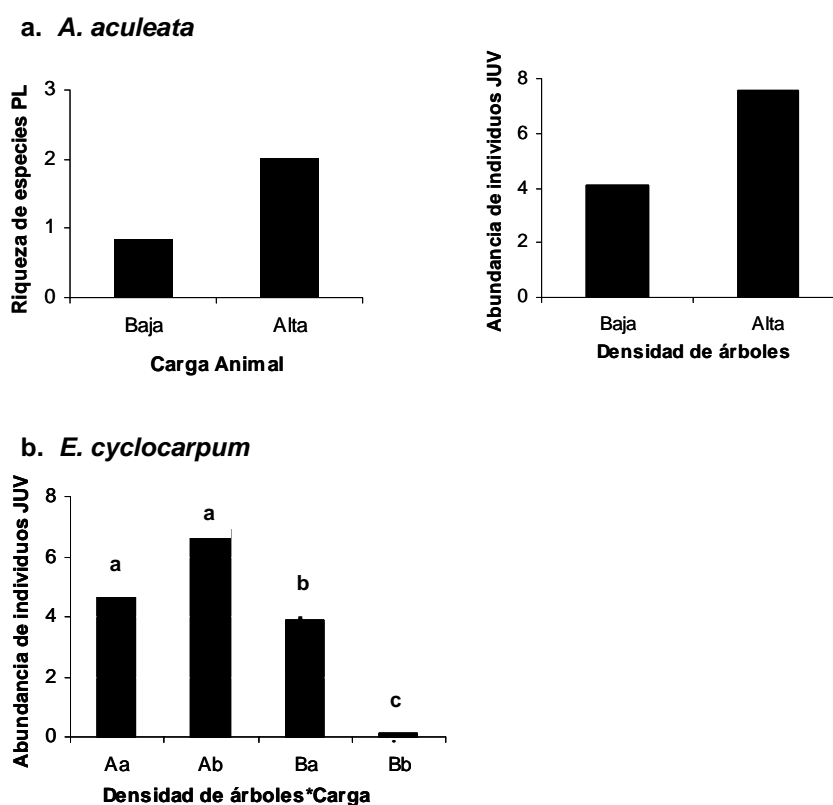 a. A. aculeata
Riqueza de especies PL
3
2
1
0
Baja
Alta
Carga Animal
Abundancia de individuos JUV
8
6
4
2
0
Baja
Alta
Densidad de árboles
b. E. cyclocarpum
Abundancia de individuos JUV
8
6
4
2
0
a
a
b
c
Aa
Ab
Ba
Bb
Densidad de árboles*Carga